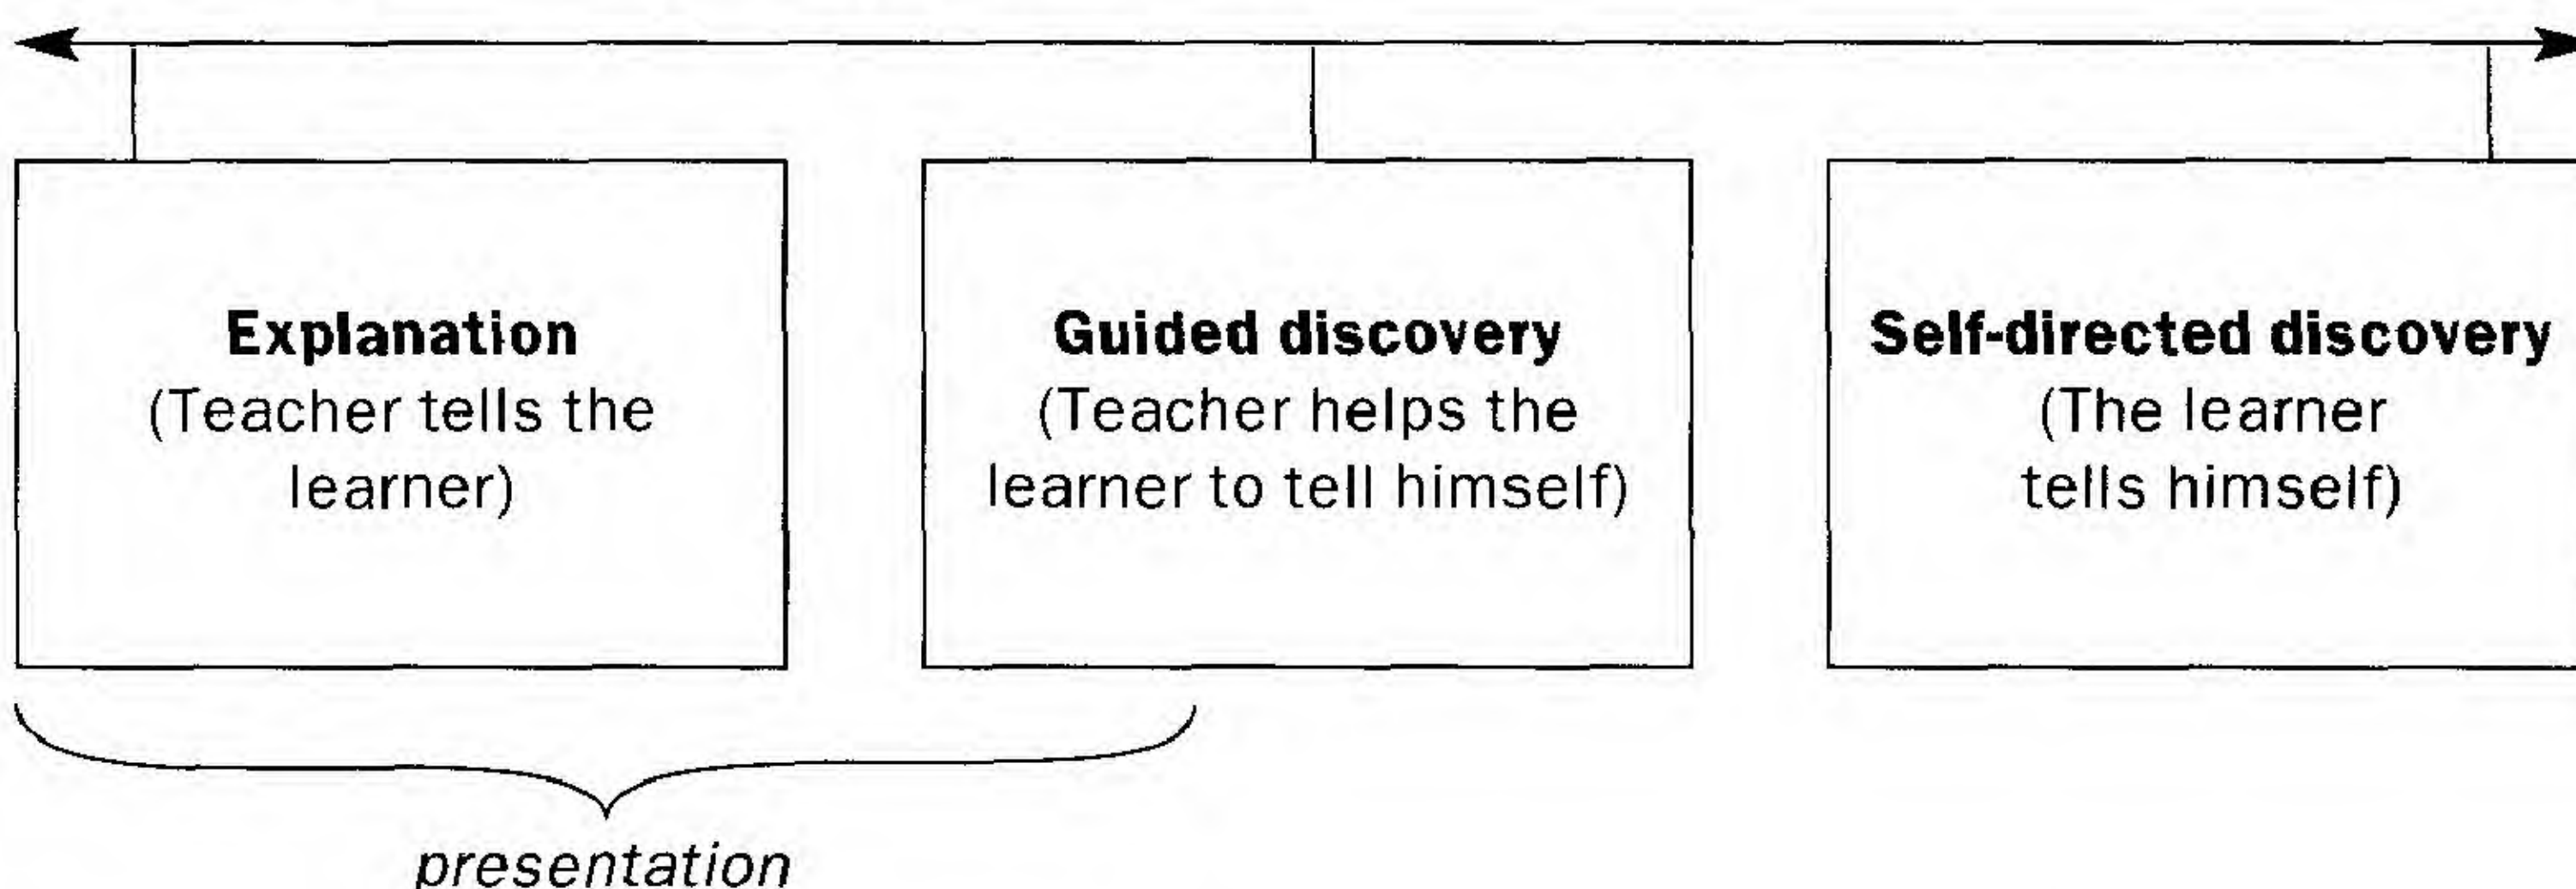 Explanation
(Teacher tells the
learner)
Guided discovery
(Teacher helps the
learner to tell himself)
Self-directed discovery
(The learner
tells himself)
presentation